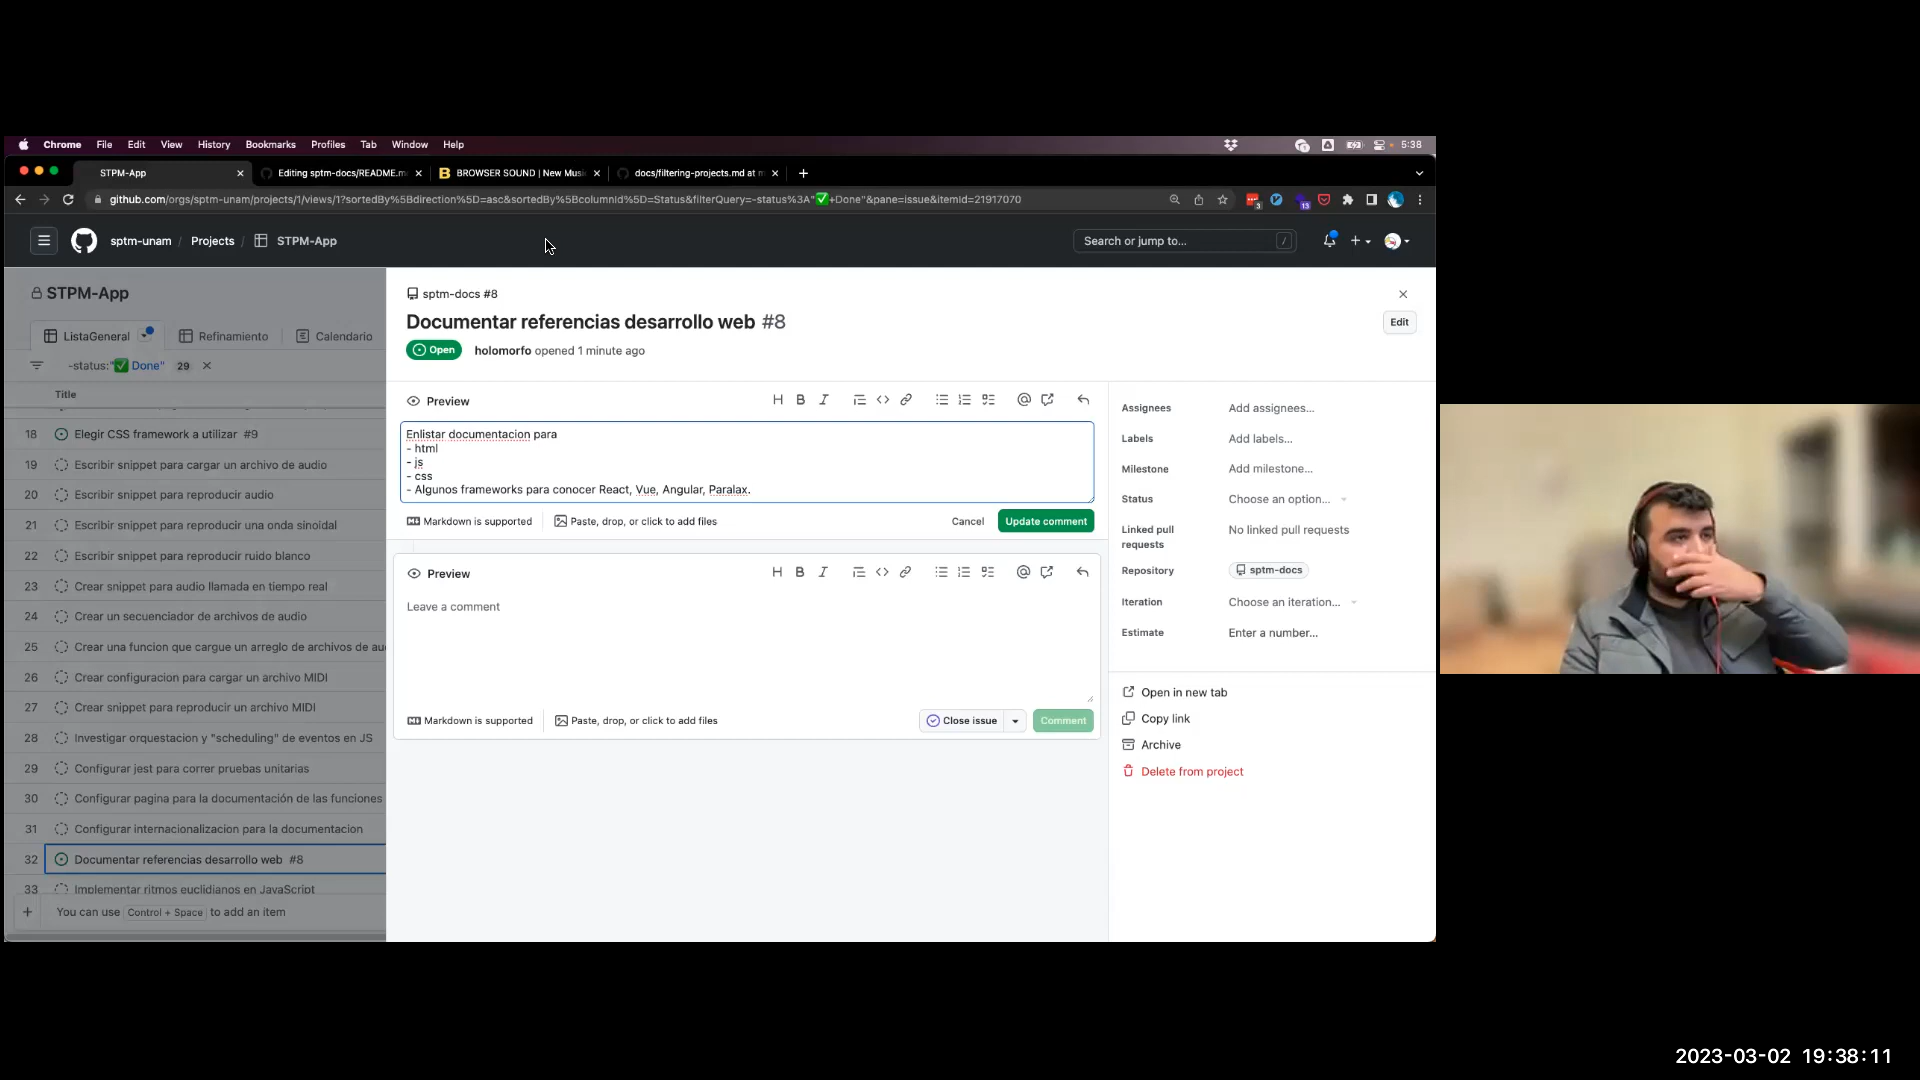 Chrome File Edit View History Bookmarks Profiles Tab Window Help 5:38
STPM-App Editing sptm-docs/README.m BROWSER SOUND | New Musi docs/filtering-projects.md at m
github.com/orgs/sptm-unam/projects/1/views/1?sortedBy%5Bdirection%5D=asc&sortedBy%5BcolumnId%5D=Status&filterQuery=-status%3A"✅+Done"&pane=issue&itemId=21917070
sptm-unam / Projects / STPM-App Search or jump to... /
STPM-App
ListaGeneral Refinamiento Calendario
-status:"✅ Done" 29
Title
18 Elegir CSS framework a utilizar #9
19 Escribir snippet para cargar un archivo de audio
20 Escribir snippet para reproducir audio
21 Escribir snippet para reproducir una onda sinoidal
22 Escribir snippet para reproducir ruido blanco
23 Crear snippet para audio llamada en tiempo real
24 Crear un secuenciador de archivos de audio
25 Crear una funcion que cargue un arreglo de archivos de au
26 Crear configuracion para cargar un archivo MIDI
27 Crear snippet para reproducir un archivo MIDI
28 Investigar orquestacion y "scheduling" de eventos en JS
29 Configurar jest para correr pruebas unitarias
30 Configurar pagina para la documentación de las funciones
31 Configurar internacionalizacion para la documentacion
32 Documentar referencias desarrollo web #8
33 Implementar ritmos euclidianos en JavaScript
You can use Control + Space to add an item
sptm-docs #8
Documentar referencias desarrollo web #8
Edit
Open holomorfo opened 1 minute ago
Preview
Enlistar documentacion para
- html
- js
- css
- Algunos frameworks para conocer React, Vue, Angular, Paralax.
Markdown is supported Paste, drop, or click to add files Cancel Update comment
Preview
Leave a comment
Markdown is supported Paste, drop, or click to add files Close issue Comment
Assignees Add assignees...
Labels Add labels...
Milestone Add milestone...
Status Choose an option...
Linked pull requests No linked pull requests
Repository sptm-docs
Iteration Choose an iteration...
Estimate Enter a number...
Open in new tab
Copy link
Archive
Delete from project
2023-03-02 19:38:11